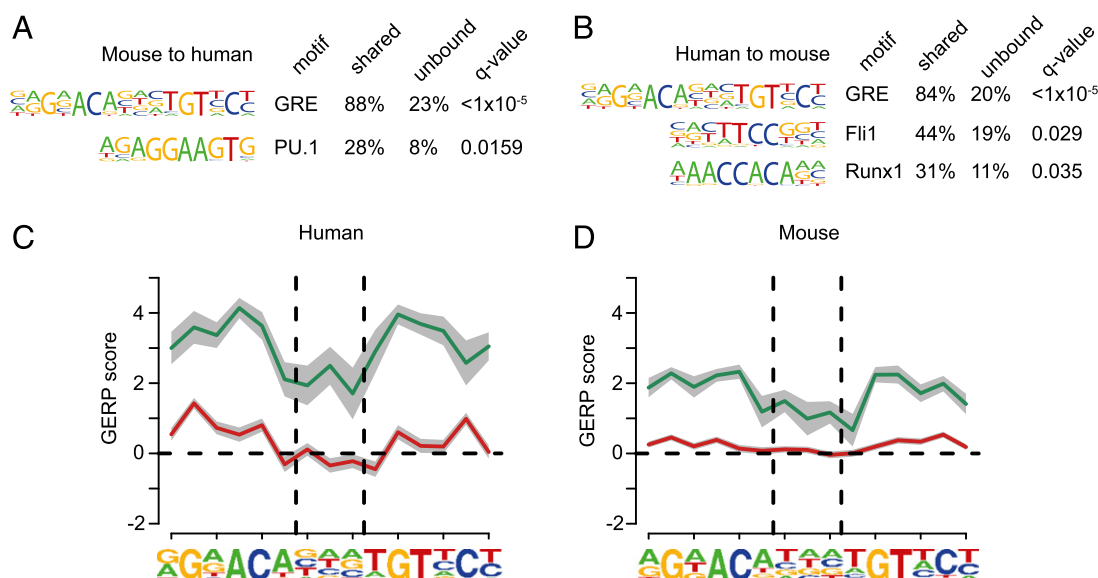 A
Mouse to human motif shared unbound q-value
GRE 88% 23% <1x10-5
AGAGGAAGTG PU.1 28% 8% 0.0159
B
Human to mouse motif shared unbound q-value
GRE 84% 20% <1x10-5
Fli1 44% 19% 0.029
AAACCACA Runx1 31% 11% 0.035
C
Human
GERP score
4
2
0
-2
D
Mouse
GERP score
4
2
0
-2